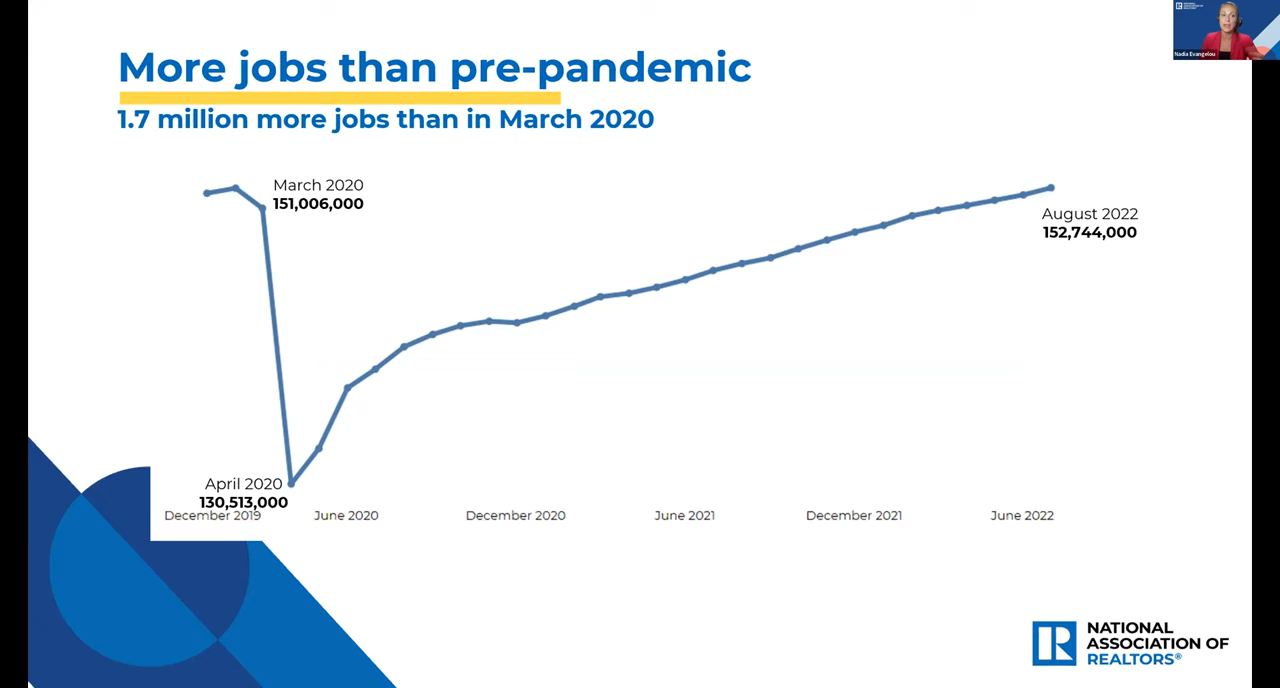 More jobs than pre-pandemic
1.7 million more jobs than in March 2020
March 2020
151,006,000
August 2022
152,744,000
April 2020
130,513,000
December 2019
June 2020
December 2020
June 2021
December 2021
June 2022
NATIONAL
ASSOCIATION OF
REALTORS®
Nadia Evangelou